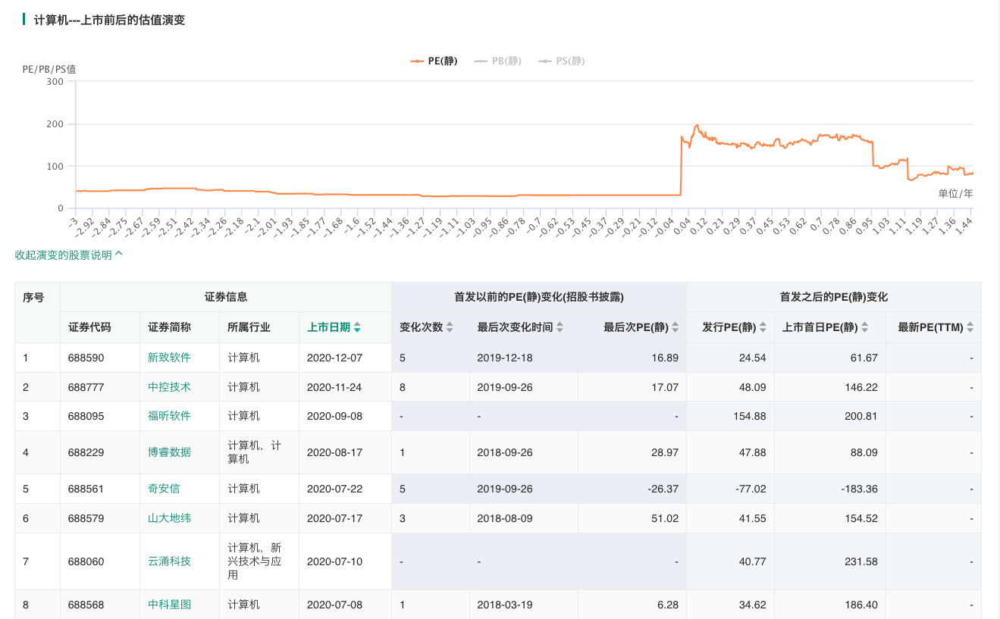 计算机---上市前后的估值演变
PE(静) PB(静) PS(静)
PE/PB/PS值
300
200
100
0
单位/年
-3 -2.92 -2.84 -2.75 -2.67 -2.59 -2.51 -2.42 -2.34 -2.26 -2.18 -2.1 -2.01 -1.93 -1.85 -1.77 -1.68 -1.6 -1.52 -1.44 -1.36 -1.27 -1.19 -1.11 -1.03 -0.95 -0.86 -0.78 -0.7 -0.62 -0.53 -0.45 -0.37 -0.29 -0.21 -0.12 -0.04 0.04 0.12 0.21 0.29 0.37 0.45 0.53 0.62 0.7 0.78 0.86 0.95 1.03 1.11 1.19 1.27 1.36 1.44
收起演变的股票说明
序号 证券信息 首发以前的PE(静)变化(招股书披露) 首发之后的PE(静)变化
证券代码 证券简称 所属行业 上市日期 变化次数 最后次变化时间 最后次PE(静) 发行PE(静) 上市首日PE(静) 最新PE(TTM)
1 688590 新致软件 计算机 2020-12-07 5 2019-12-18 16.89 24.54 61.67 -
2 688777 中控技术 计算机 2020-11-24 8 2019-09-26 17.07 48.09 146.22 -
3 688095 福昕软件 计算机 2020-09-08 - - - 154.88 200.81 -
4 688229 博睿数据 计算机，计
算机 2020-08-17 1 2018-09-26 28.97 47.88 88.09 -
5 688561 奇安信 计算机 2020-07-22 5 2019-09-26 -26.37 -77.02 -183.36 -
6 688579 山大地纬 计算机 2020-07-17 3 2018-08-09 51.02 41.55 154.52 -
7 688060 云涌科技 计算机，新
兴技术与应
用 2020-07-10 - - - 40.77 231.58 -
8 688568 中科星图 计算机 2020-07-08 1 2018-03-19 6.28 34.62 186.40 -